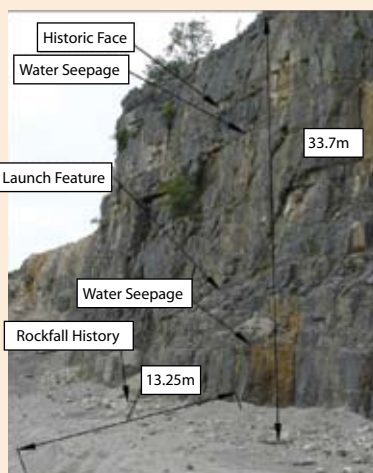 Historic Face
Water Seepage
33.7m
Launch Feature
Water Seepage
Rockfall History
13.25m